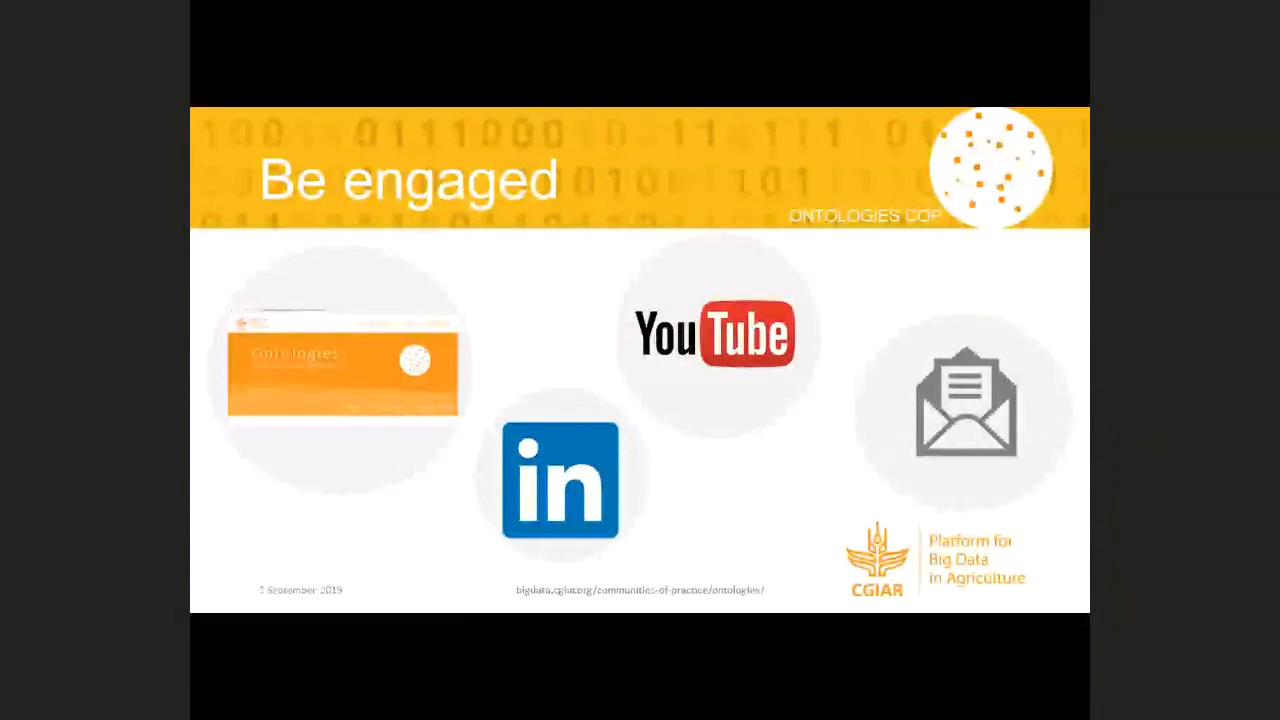 Be engaged
ONTOLOGIES COP
Ontologies
YouTube
in
Platform for
Big Data
in Agriculture
CGIAR
September 2019
bigdata.cgiar.org/communities-of-practice/ontologies/